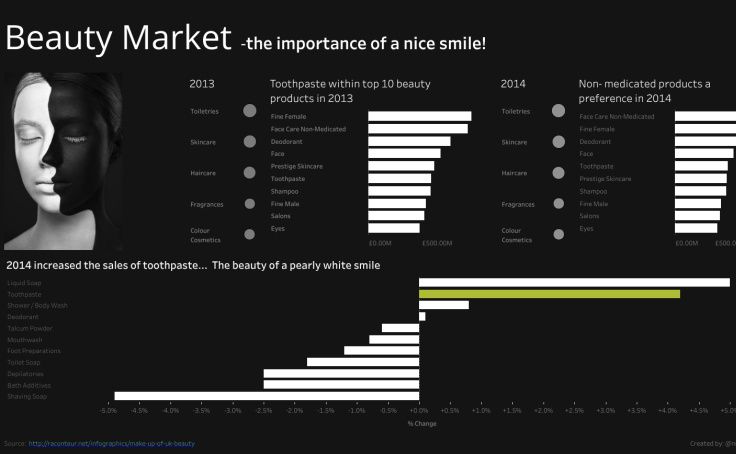 Beauty Market -the importance of a nice smile!
2013
Toothpaste within top 10 beauty
products in 2013
Toiletries
Skincare
Haircare
Fragrances
Colour
Cosmetics
Fine Female
Face Care Non-Medicated
Deodorant
Face
Prestige Skincare
Toothpaste
Shampoo
Fine Male
Salons
Eyes
£0.00M £500.00M
2014
Non- medicated products a
preference in 2014
Toiletries
Skincare
Haircare
Fragrances
Colour
Cosmetics
Face Care Non-Medicated
Fine Female
Deodorant
Face
Toothpaste
Prestige Skincare
Shampoo
Fine Male
Salons
Eyes
£0.00M £500.0
2014 increased the sales of toothpaste... The beauty of a pearly white smile
Liquid Soap
Toothpaste
Shower / Body Wash
Deodorant
Talcum Powder
Mouthwash
Foot Preparations
Toilet Soap
Depilatories
Bath Additives
Shaving Soap
-5.0% -4.5% -4.0% -3.5% -3.0% -2.5% -2.0% -1.5% -1.0% -0.5% +0.0% +0.5% +1.0% +1.5% +2.0% +2.5% +3.0% +3.5% +4.0% +4.5% +5.0%
% Change
Source: http://raconteur.net/infographics/make-up-of-uk-beauty
Created by: @n